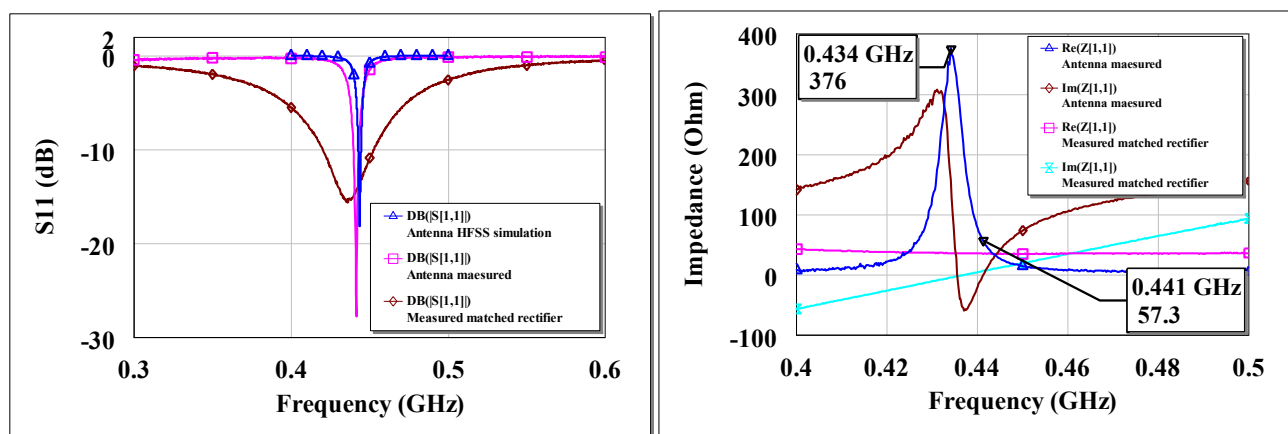 2
0
-10
-20
-30
S11 (dB)
DB(|S[1,1]|)
Antenna HFSS simulation
DB(|S[1,1]|)
Antenna maesured
DB(|S[1,1]|)
Measured matched rectifier
0.3 0.4 0.5 0.6
Frequency (GHz)
400
300
200
100
0
-100
Impedance (Ohm)
0.434 GHz
376
Re(Z[1,1])
Antenna maesured
Im(Z[1,1])
Antenna maesured
Re(Z[1,1])
Measured matched rectifier
Im(Z[1,1])
Measured matched rectifier
0.441 GHz
57.3
0.4 0.42 0.44 0.46 0.48 0.5
Frequency (GHz)